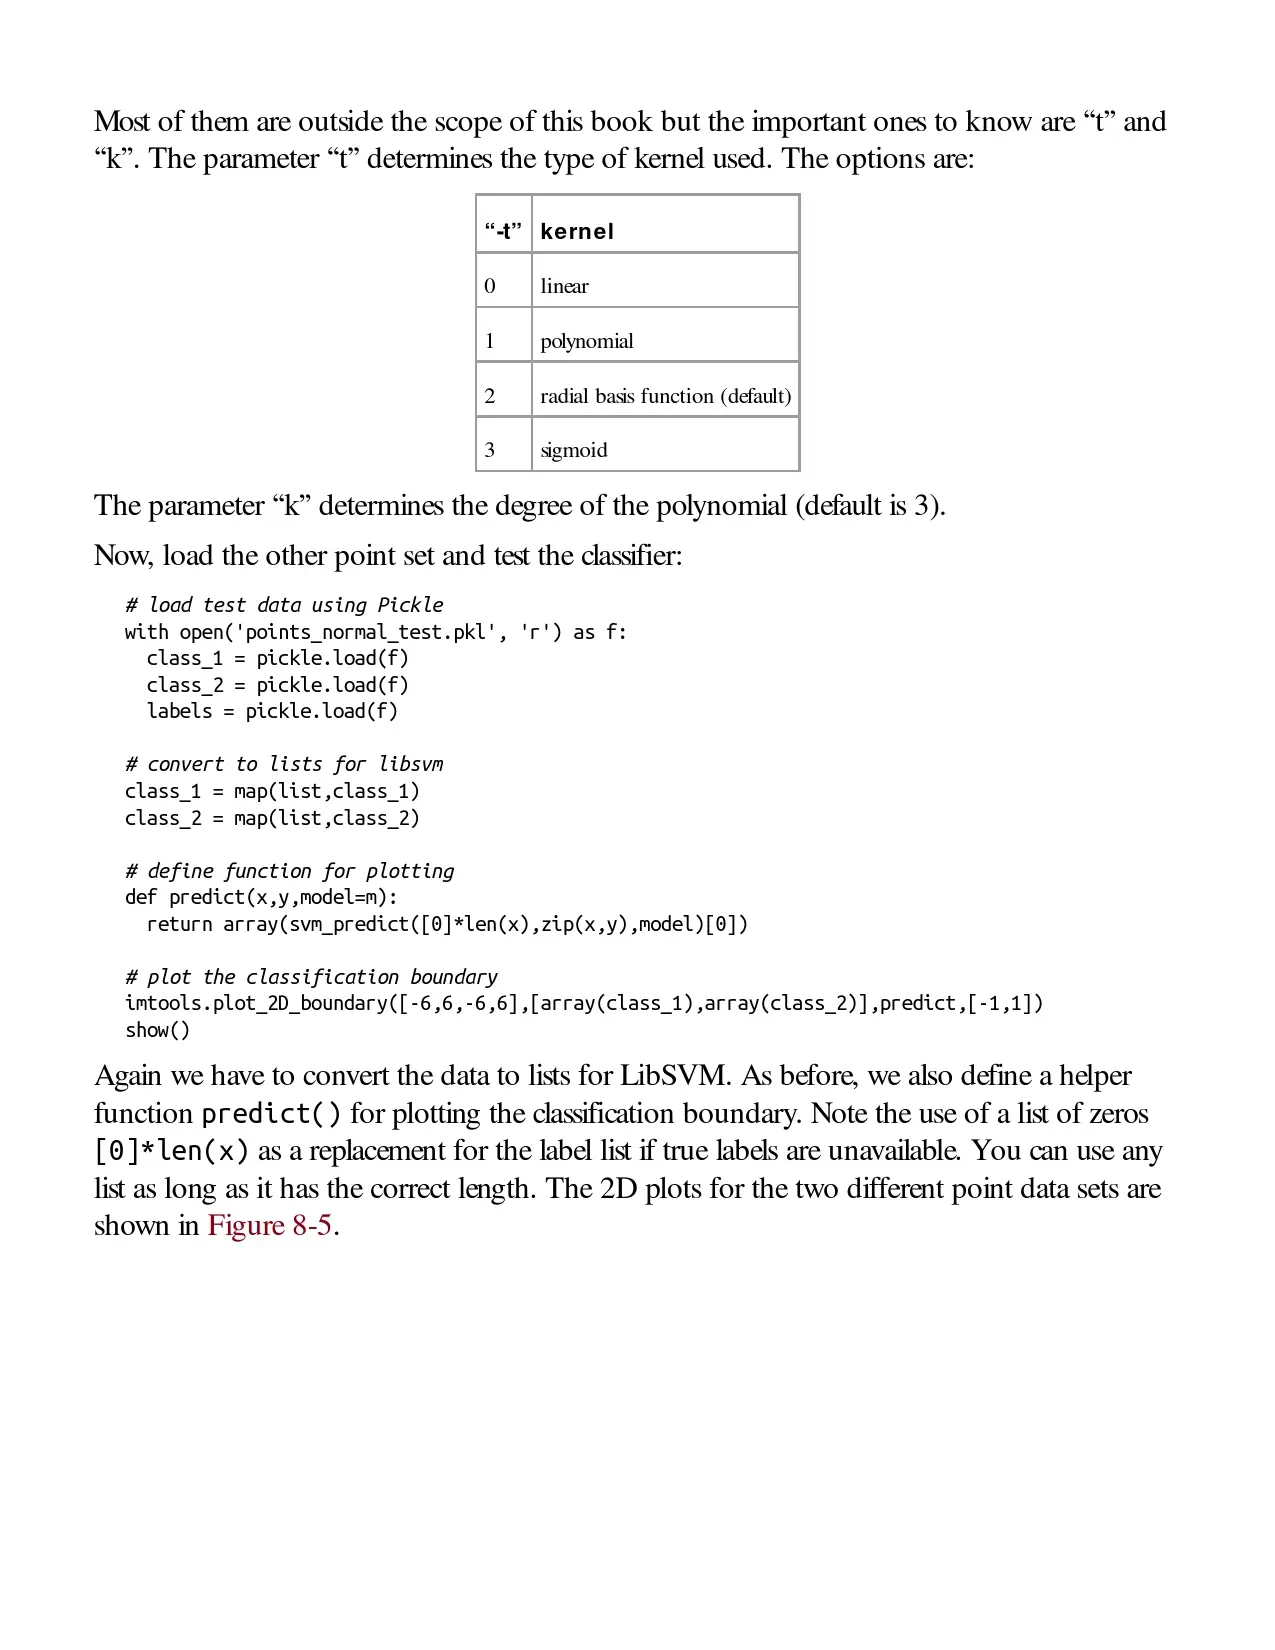 Most of them are outside the scope of this book but the important ones to know are “t” and
“k”. The parameter “t” determines the type of kernel used. The options are:
“-t” kernel
0 linear
1 polynomial
2 radial basis function (default)
3 sigmoid
The parameter “k” determines the degree of the polynomial (default is 3).
Now, load the other point set and test the classifier:
# load test data using Pickle
with open('points_normal_test.pkl', 'r') as f:
  class_1 = pickle.load(f)
  class_2 = pickle.load(f)
  labels = pickle.load(f)
# convert to lists for libsvm
class_1 = map(list,class_1)
class_2 = map(list,class_2)
# define function for plotting
def predict(x,y,model=m):
  return array(svm_predict([0]*len(x),zip(x,y),model)[0])
# plot the classification boundary
imtools.plot_2D_boundary([-6,6,-6,6],[array(class_1),array(class_2)],predict,[-1,1])
show()
Again we have to convert the data to lists for LibSVM. As before, we also define a helper
function predict() for plotting the classification boundary. Note the use of a list of zeros
[0]*len(x) as a replacement for the label list if true labels are unavailable. You can use any
list as long as it has the correct length. The 2D plots for the two different point data sets are
shown in Figure 8-5.